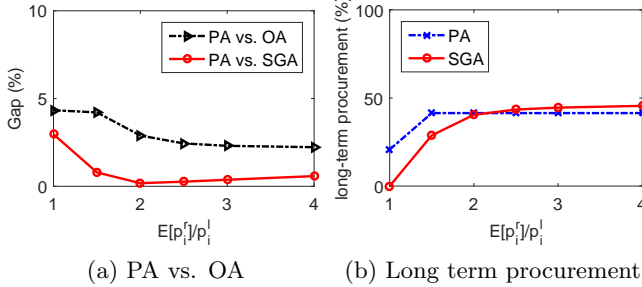 Gap (%)
10
5
0
PA vs. OA
PA vs. SGA
1
2
3
4
E[p_i^r]/p_i^l
(a) PA vs. OA
long-term procurement (%)
100
50
0
PA
SGA
1
2
3
4
E[p_i^r]/p_i^l
(b) Long term procurement